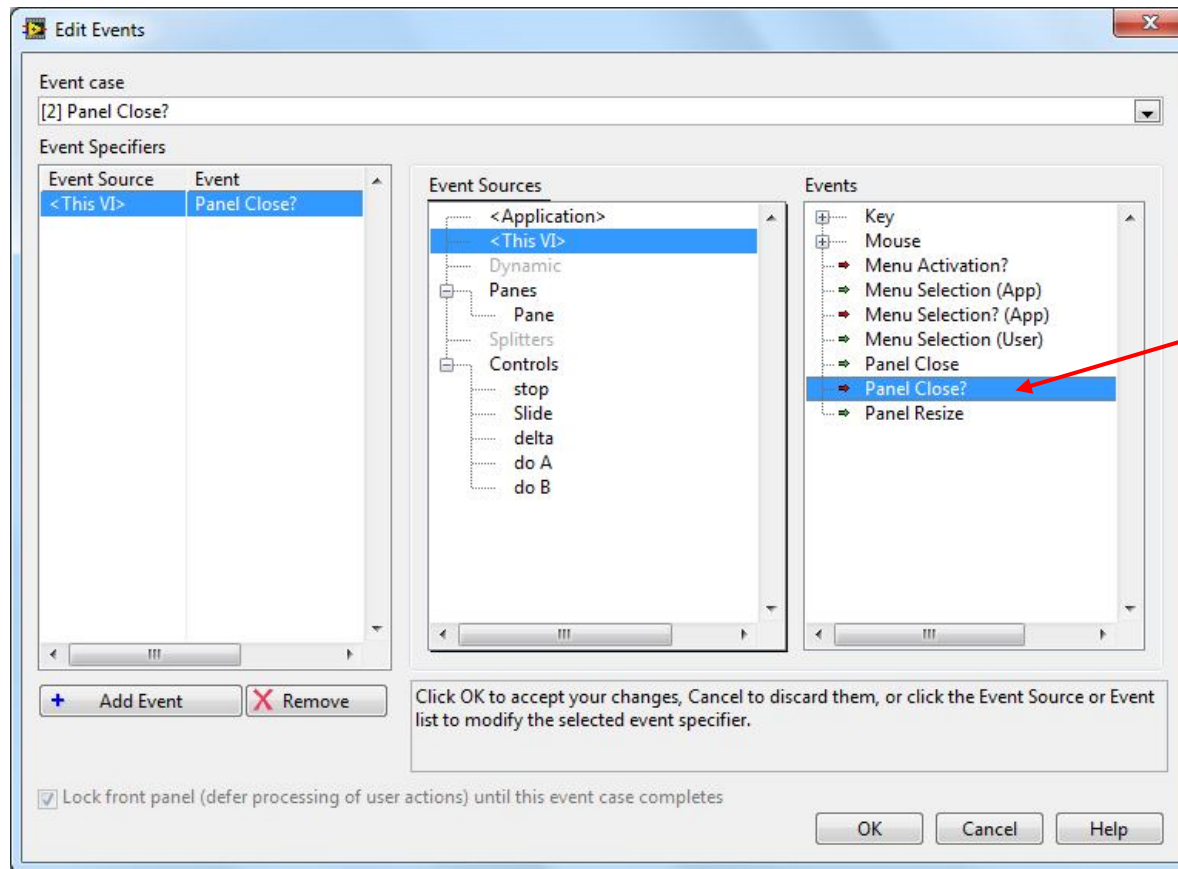 Edit Events
Event case
[2] Panel Close?
Event Specifiers
Event Source Event
<This VI> Panel Close?
Event Sources
<Application>
<This VI>
Dynamic
Panes
Pane
Splitters
Controls
stop
Slide
delta
do A
do B
Events
Key
Mouse
Menu Activation?
Menu Selection (App)
Menu Selection? (App)
Menu Selection (User)
Panel Close
Panel Close?
Panel Resize
Add Event
Remove
Click OK to accept your changes, Cancel to discard them, or click the Event Source or Event
list to modify the selected event specifier.
Lock front panel (defer processing of user actions) until this event case completes
OK
Cancel
Help